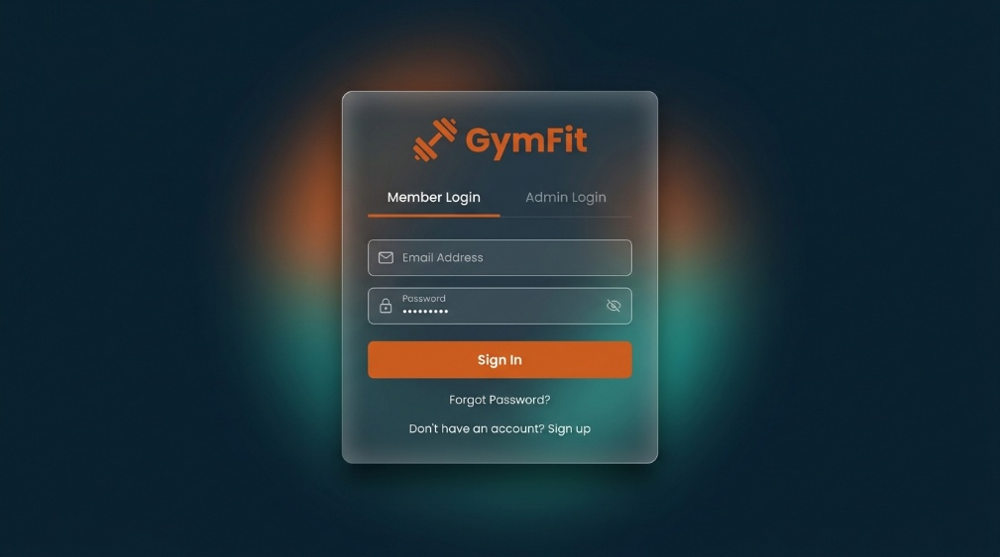 GymFit
Member Login
Admin Login
Email Address
Password
•••••••••
Sign In
Forgot Password?
Don't have an account? Sign up